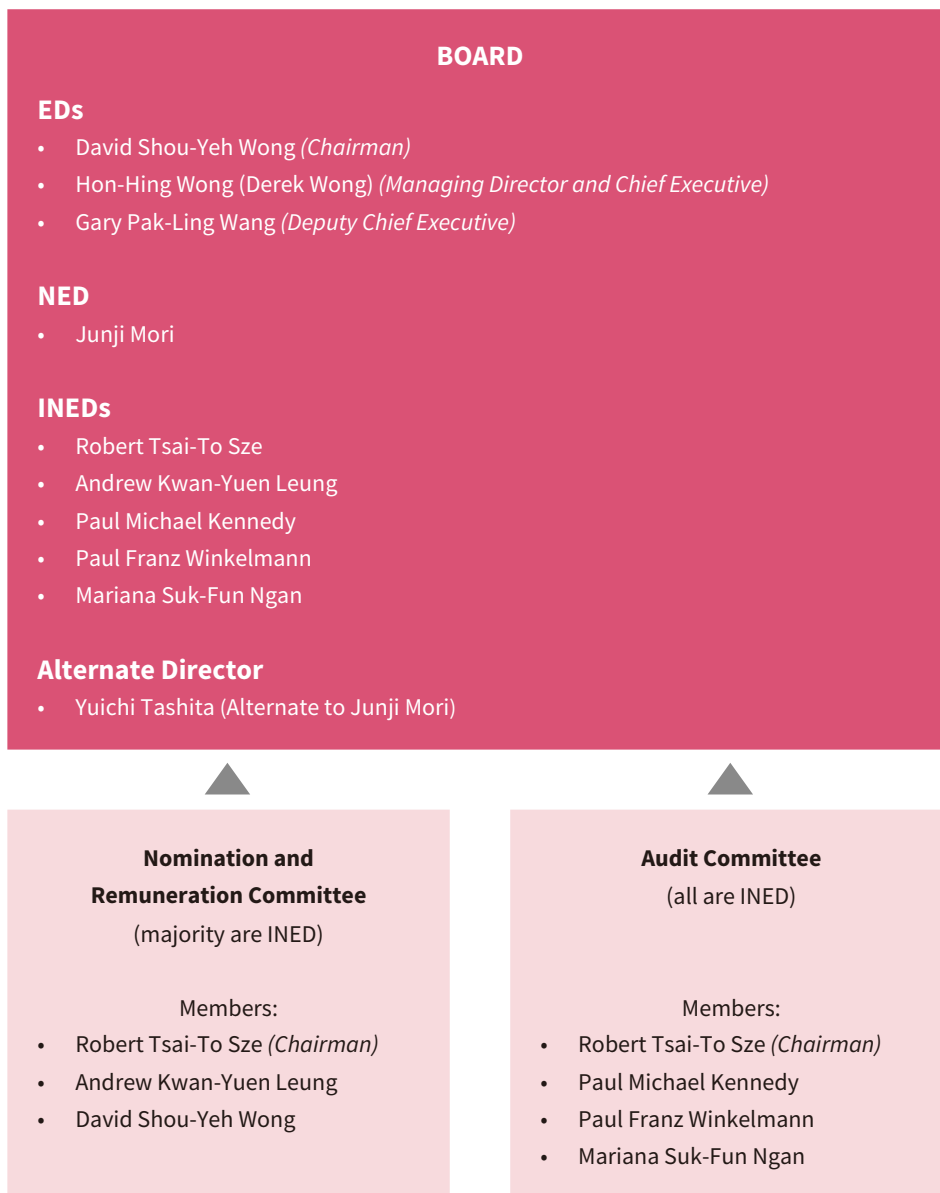 BOARD
EDs
• David Shou-Yeh Wong (Chairman)
• Hon-Hing Wong (Derek Wong) (Managing Director and Chief Executive)
• Gary Pak-Ling Wang (Deputy Chief Executive)
NED
• Junji Mori
INEDs
• Robert Tsai-To Sze
• Andrew Kwan-Yuen Leung
• Paul Michael Kennedy
• Paul Franz Winkelmann
• Mariana Suk-Fun Ngan
Alternate Director
• Yuichi Tashita (Alternate to Junji Mori)
Nomination and
Remuneration Committee
(majority are INED)
Members:
• Robert Tsai-To Sze (Chairman)
• Andrew Kwan-Yuen Leung
• David Shou-Yeh Wong
Audit Committee
(all are INED)
Members:
• Robert Tsai-To Sze (Chairman)
• Paul Michael Kennedy
• Paul Franz Winkelmann
• Mariana Suk-Fun Ngan